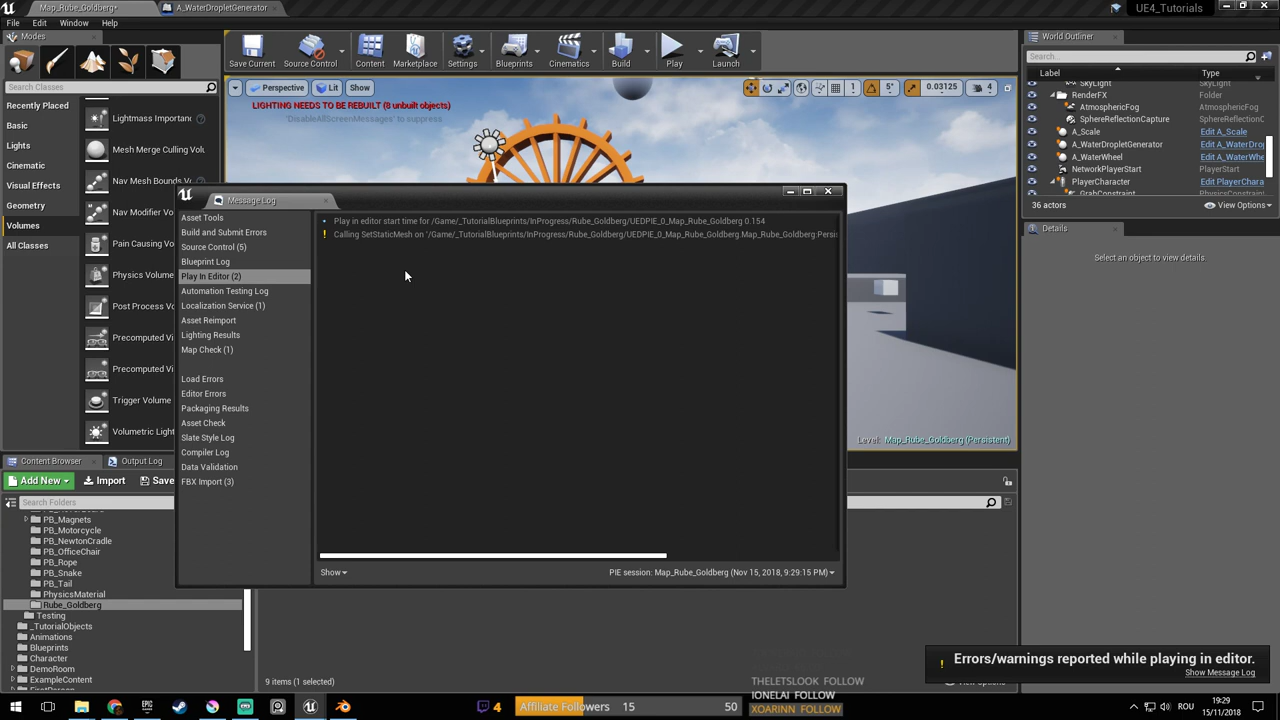 Map_Rube_Goldberg*
A_WaterDropletGenerator
UE4_Tutorials
File Edit Window Help
Modes
Search Classes
Recently Placed
Basic
Lights
Cinematic
Visual Effects
Geometry
Volumes
All Classes
Lightmass Importanc
Mesh Merge Culling Volu
Nav Mesh Bounds V
Nav Modifier Vo
Pain Causing Vo
Physics Volume
Post Process Vo
Precomputed Vi
Precomputed Vi
Trigger Volume
Volumetric Light
Save Current
Source Control
Content
Marketplace
Settings
Blueprints
Cinematics
Build
Play
Launch
Perspective
Lit
Show
5°
0.03125
4
LIGHTING NEEDS TO BE REBUILT (8 unbuilt objects)
'DisableAllScreenMessages' to suppress
Level: Map_Rube_Goldberg (Persistent)
World Outliner
Search...
Label Type
SkyLight SkyLight
RenderFX Folder
AtmosphericFog AtmosphericFog
SphereReflectionCapture SphereReflectionC
A_Scale Edit A_Scale
A_WaterDropletGenerator Edit A_WaterDrop
A_WaterWheel Edit A_WaterWhe
NetworkPlayerStart PlayerStart
PlayerCharacter Edit PlayerChara
GrabConstraint
36 actors
View Options
Details
Select an object to view details
Message Log
Asset Tools
Build and Submit Errors
Source Control (5)
Blueprint Log
Play In Editor (2)
Automation Testing Log
Localization Service (1)
Asset Reimport
Lighting Results
Map Check (1)
Load Errors
Editor Errors
Packaging Results
Asset Check
Slate Style Log
Compiler Log
Data Validation
FBX Import (3)
Play in editor start time for /Game/_TutorialBlueprints/InProgress/Rube_Goldberg/UEDPIE_0_Map_Rube_Goldberg 0.154
Calling SetStaticMesh on '/Game/_TutorialBlueprints/InProgress/Rube_Goldberg/UEDPIE_0_Map_Rube_Goldberg.Map_Rube_Goldberg:Persi
Show
PIE session: Map_Rube_Goldberg (Nov 15, 2018, 9:29:15 PM)
Content Browser
Output Log
Add New
Import
Save
Search Folders
PB_Magnets
PB_Motorcycle
PB_NewtonCradle
PB_OfficeChair
PB_Rope
PB_Snake
PB_Tail
PhysicsMaterial
Rube_Goldberg
Testing
_TutorialObjects
Animations
Blueprints
Character
DemoRoom
ExampleContent
FirstPerson
9 items (1 selected)
View Options
Errors/warnings reported while playing in editor.
Show Message Log
THELETSLOOK FOLLOW
IONELAI FOLLOW
XOARINN FOLLOW
4
Affiliate Followers 15 50
ROU
19:29
15/11/2018